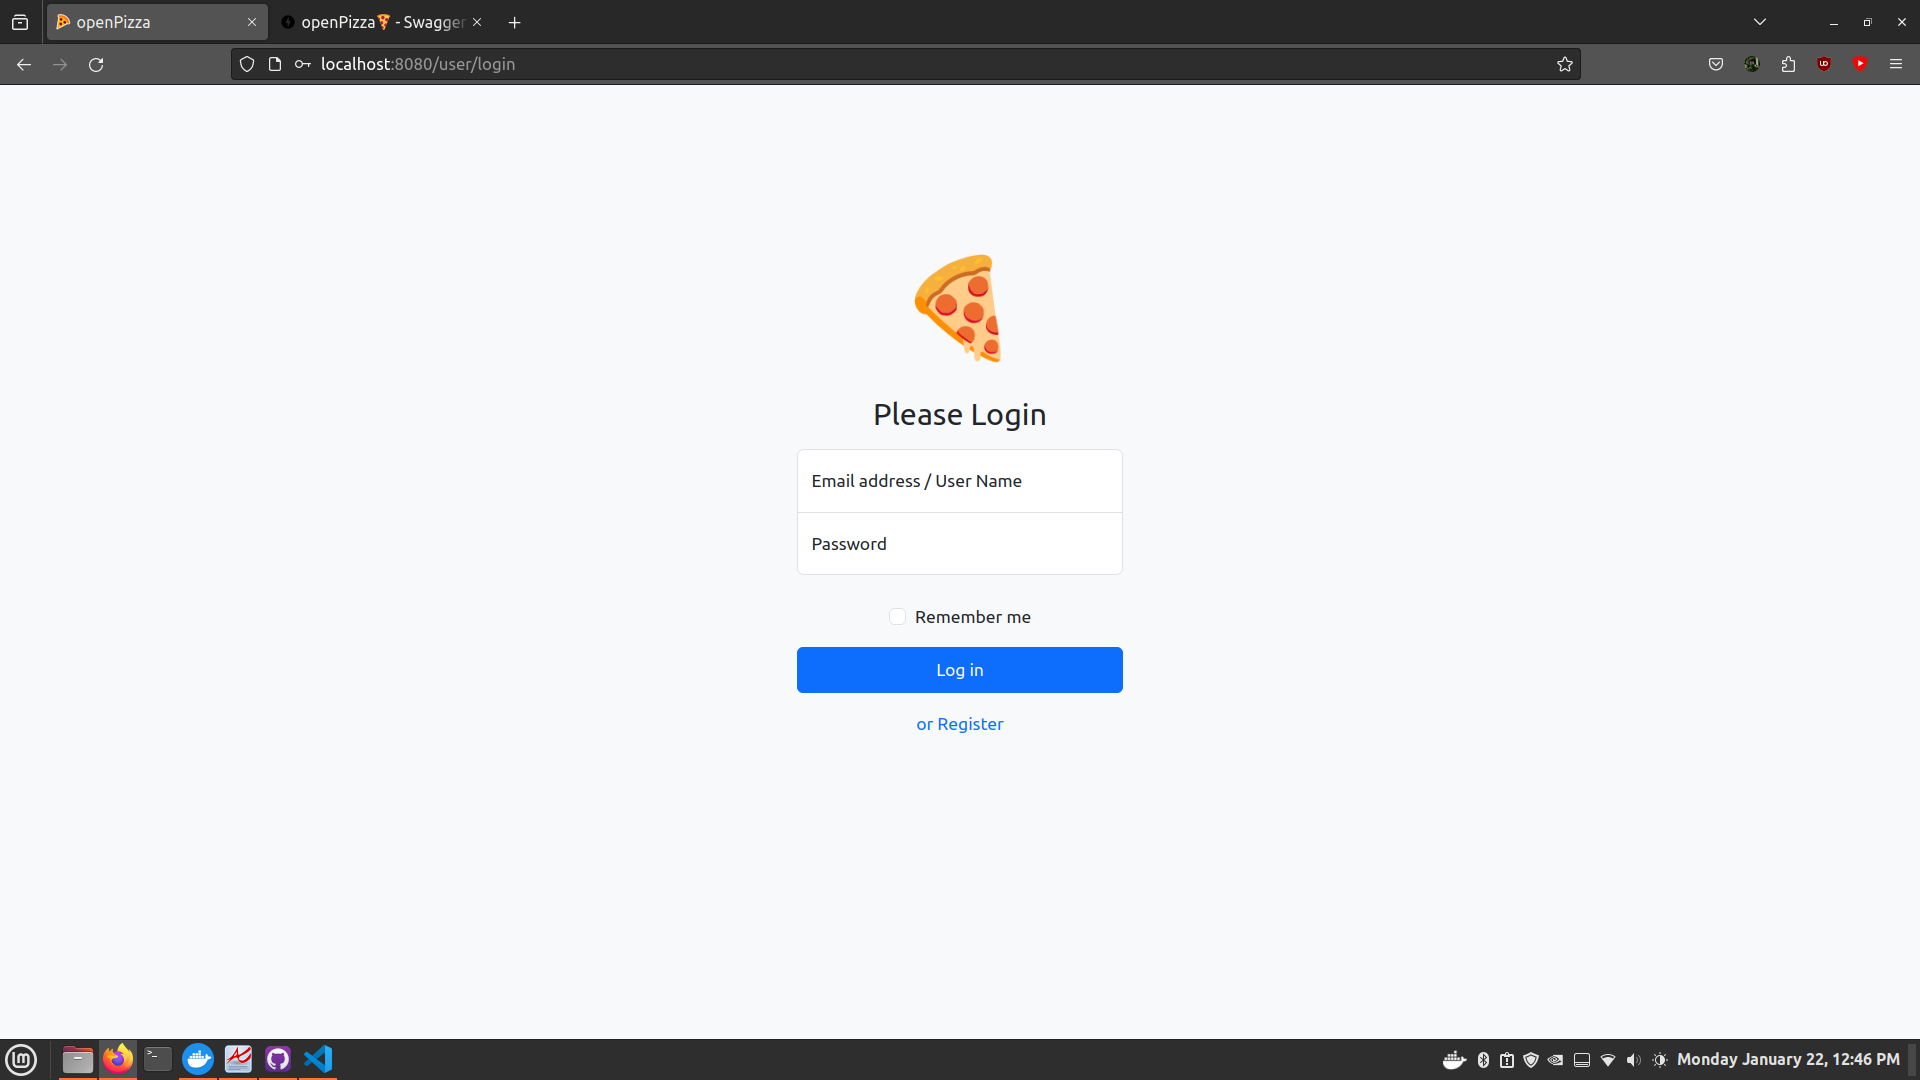 openPizza
openPizza🍕 - Swagger
localhost:8080/user/login
Please Login
Email address / User Name
Password
Remember me
Log in
or Register
Monday January 22, 12:46 PM